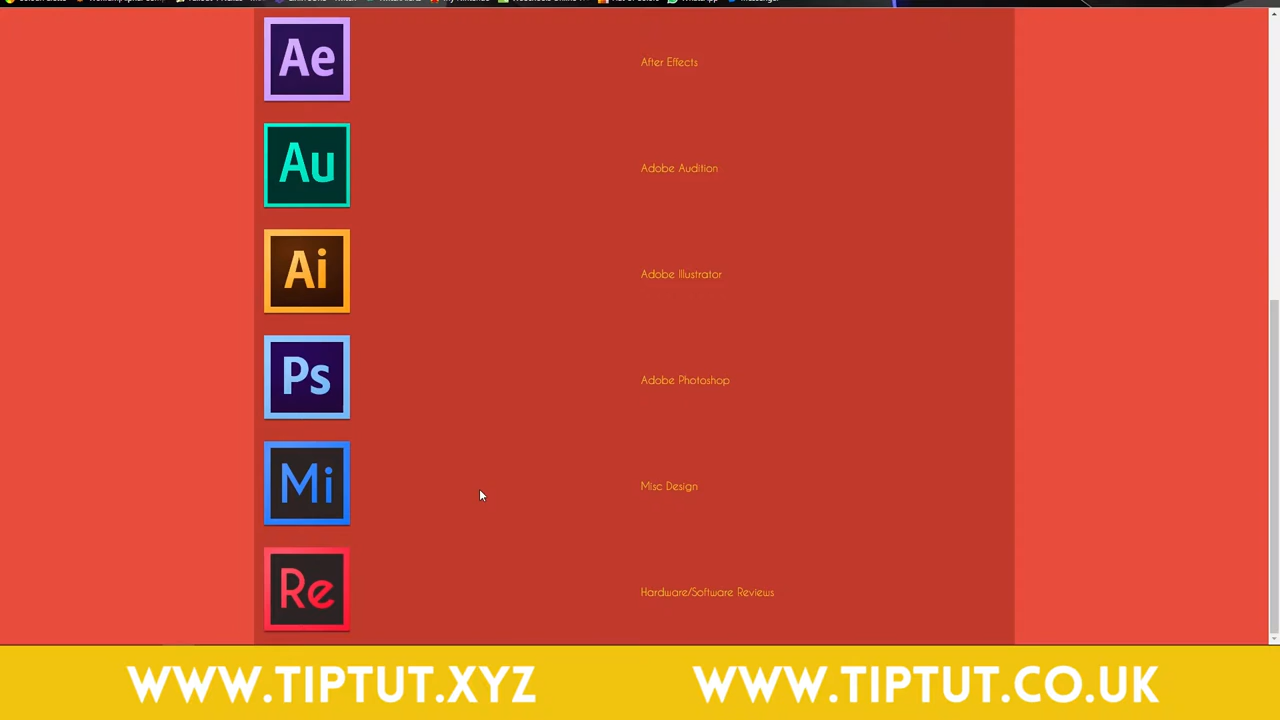 Ae
After Effects
Au
Adobe Audition
Ai
Adobe Illustrator
Ps
Adobe Photoshop
Mi
Misc Design
Re
Hardware/Software Reviews
WWW.TIPTUT.XYZ
WWW.TIPTUT.CO.UK